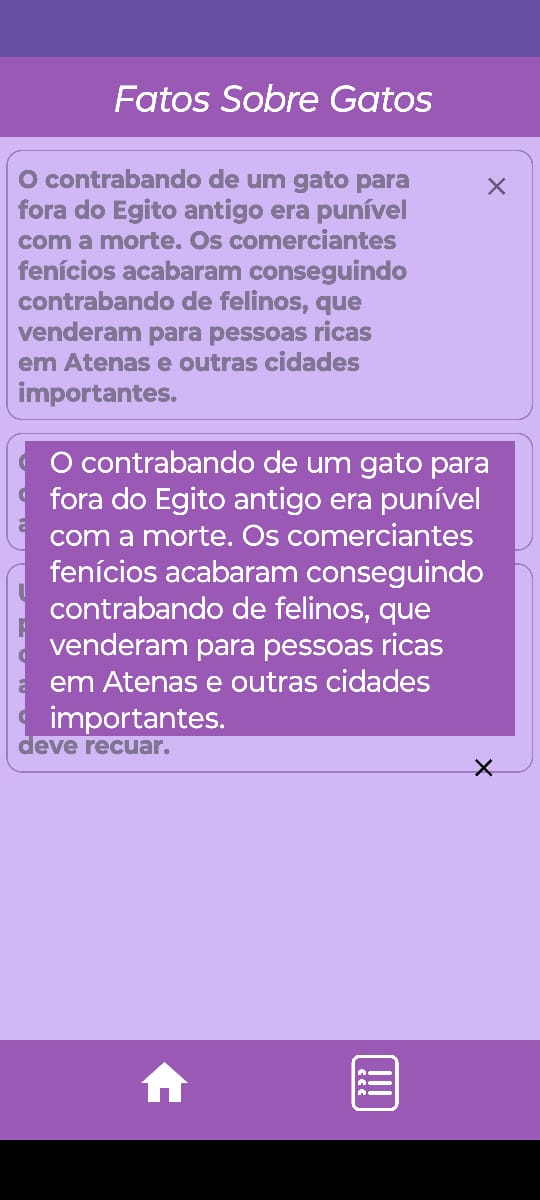 Fatos Sobre Gatos
O contrabando de um gato para
fora do Egito antigo era punível
com a morte. Os comerciantes
fenícios acabaram conseguindo
contrabando de felinos, que
venderam para pessoas ricas
em Atenas e outras cidades
importantes.
O contrabando de um gato para
fora do Egito antigo era punível
com a morte. Os comerciantes
fenícios acabaram conseguindo
contrabando de felinos, que
venderam para pessoas ricas
em Atenas e outras cidades
importantes.
deve recuar.